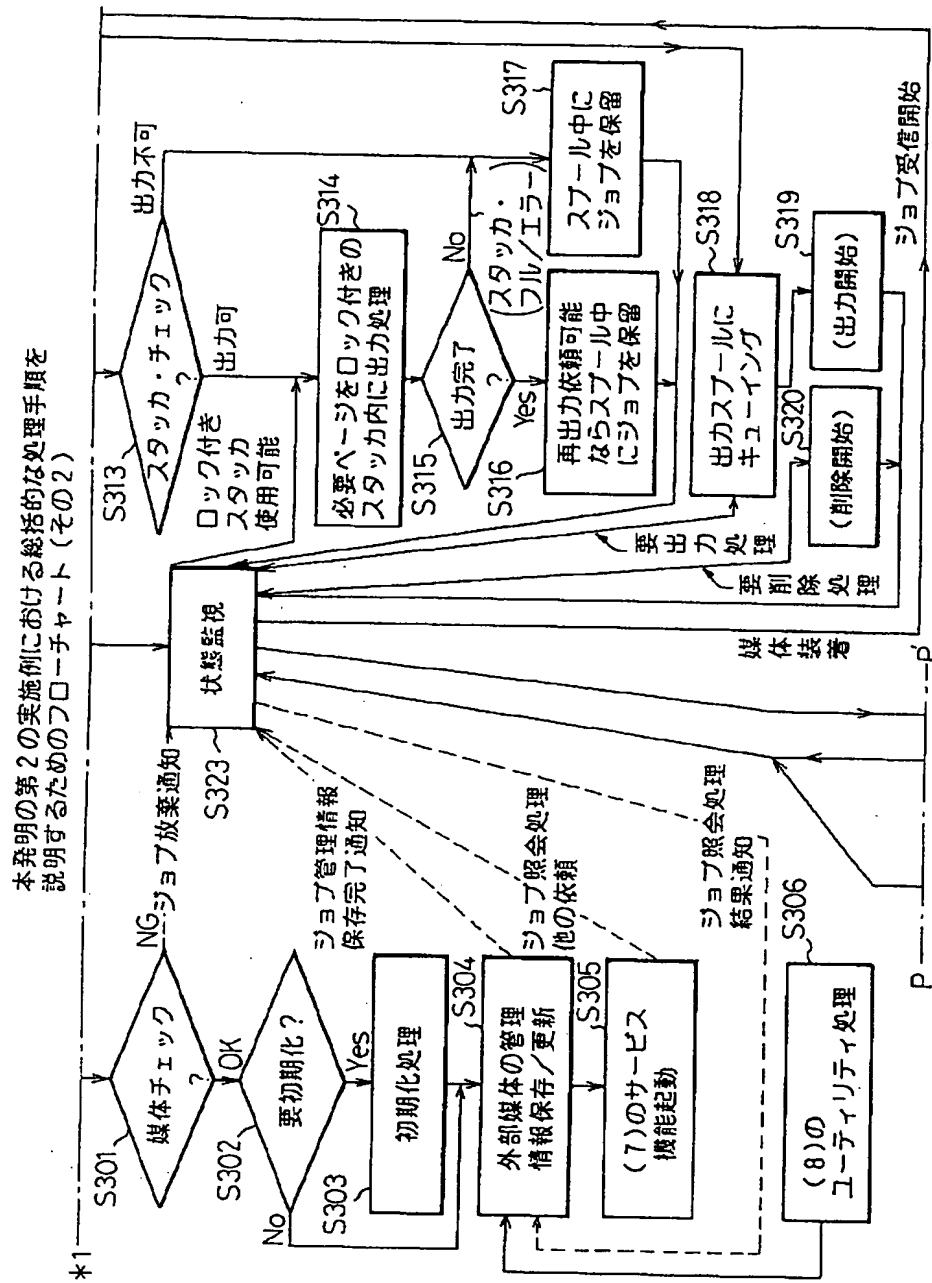 本発明の第2の実施例における総括的な処理手順を
説明するためのフローチャート(その2)
*1
S301
媒体チェック
?
NG
ジョブ放棄通知
OK
S302
要初期化?
No
Yes
S303
初期化処理
S304
外部媒体の管理
情報保存/更新
S305
(7)のサービス
機能起動
S306
(8)の
ユーティリティ処理
ジョブ管理情報
保存完了通知
ジョブ照会処理
他の依頼
ジョブ照会処理
結果通知
S323
状態監視
S313
スタッカ・チェック
?
出力不可
出力可
ロック付き
スタッカ
使用可能
S314
必要ページをロック付きの
スタッカ内に出力処理
S315
出力完了
?
No
(スタッカ・
フル/エラー)
Yes
S316
再出力依頼可能
ならスプール中
にジョブを保留
S317
スプール中に
ジョブを保留
S318
出力スプールに
キューイング
S319
(出力開始)
S320
(削除開始)
要出力処理
要削除処理
媒体装着
ジョブ受信開始
P
P'